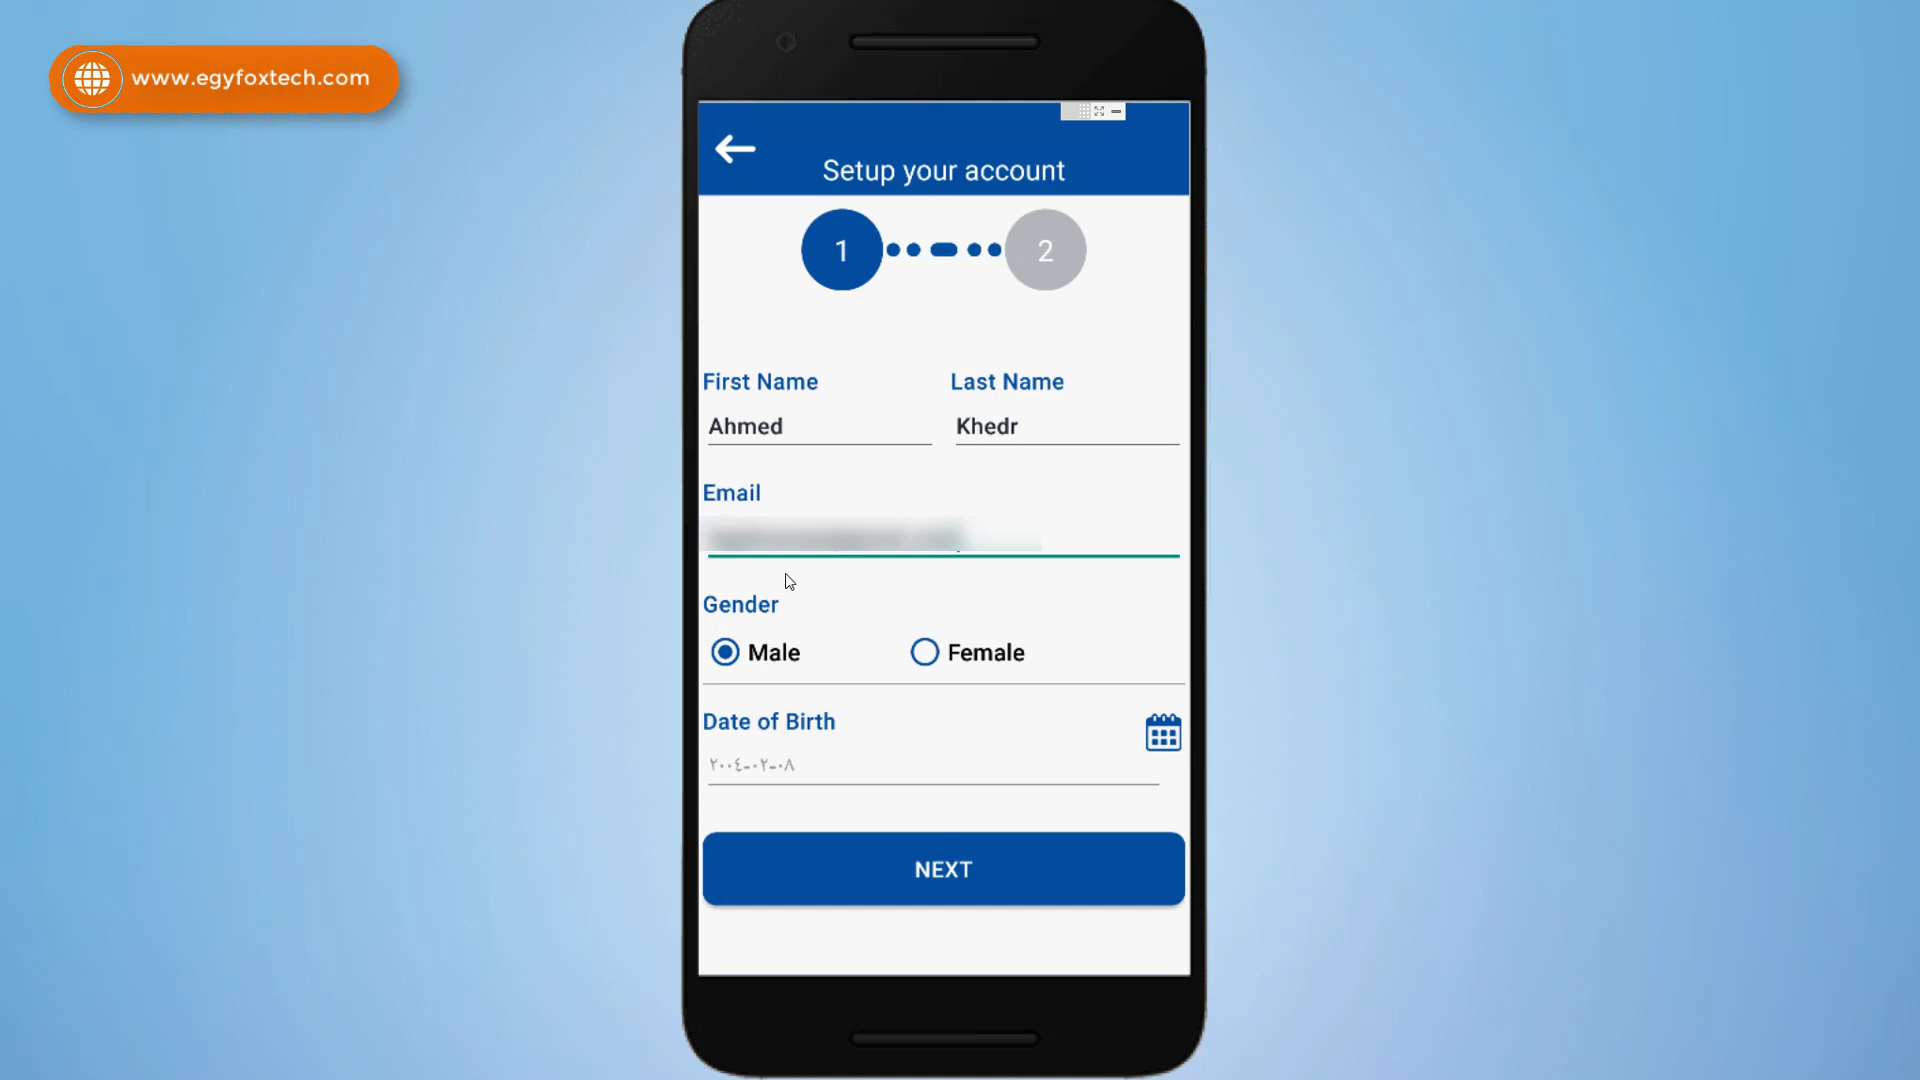 www.egyfoxtech.com
Setup your account
1 2
First Name Last Name
Ahmed Khedr
Email
Gender
Male Female
Date of Birth
٢٠٠٤-٠٢-٠٨
NEXT